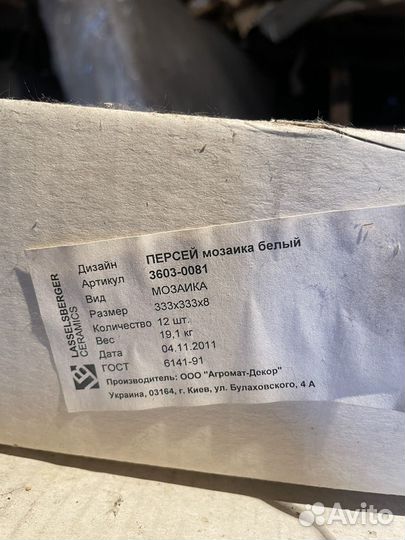 LASSELSBERGER
CERAMICS
Дизайн ПЕРСЕЙ мозаика белый
Артикул 3603-0081
Вид МОЗАИКА
Размер 333х333х8
Количество 12 шт.
Вес 19,1 кг
Дата 04.11.2011
ГОСТ 6141-91
Производитель: ООО "Агромат-Декор"
Украина, 03164, г. Киев, ул. Булаховского, 4 А
Avito